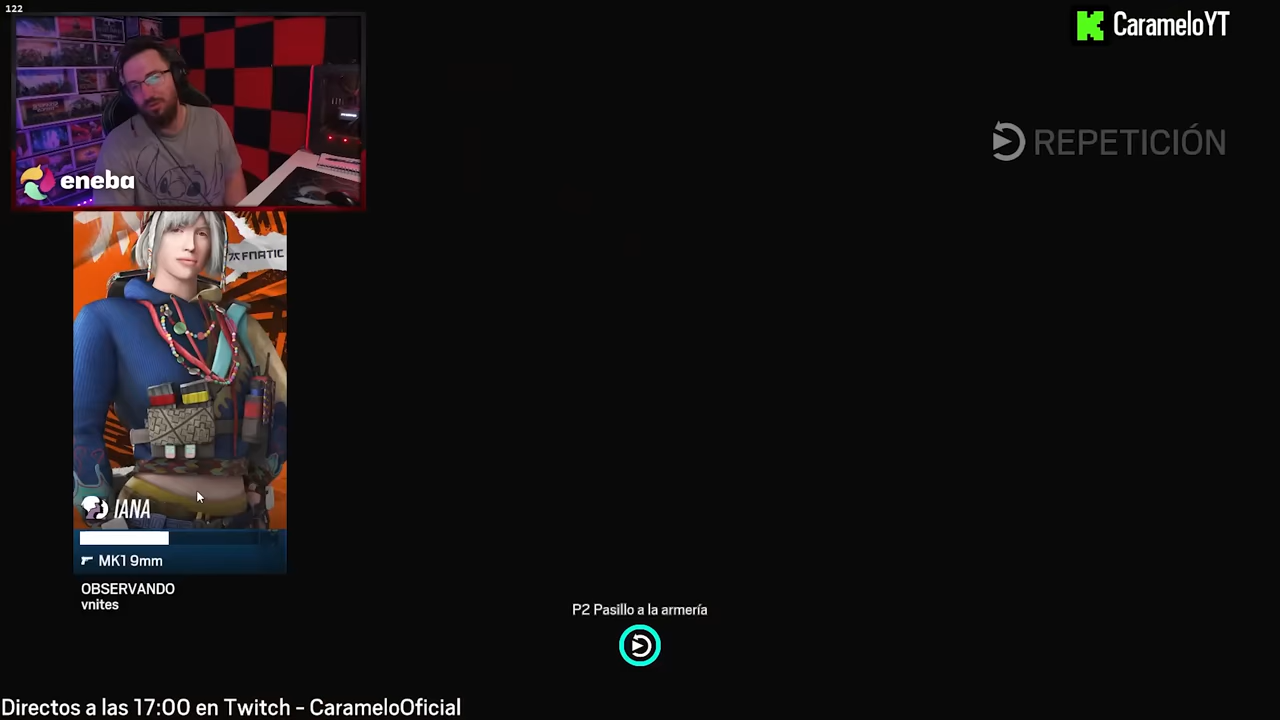 122
CarameloYT
REPETICIÓN
eneba
FNATIC
IANA
MK1 9mm
OBSERVANDO
vnites
P2 Pasillo a la armería
Directos a las 17:00 en Twitch - CarameloOficial